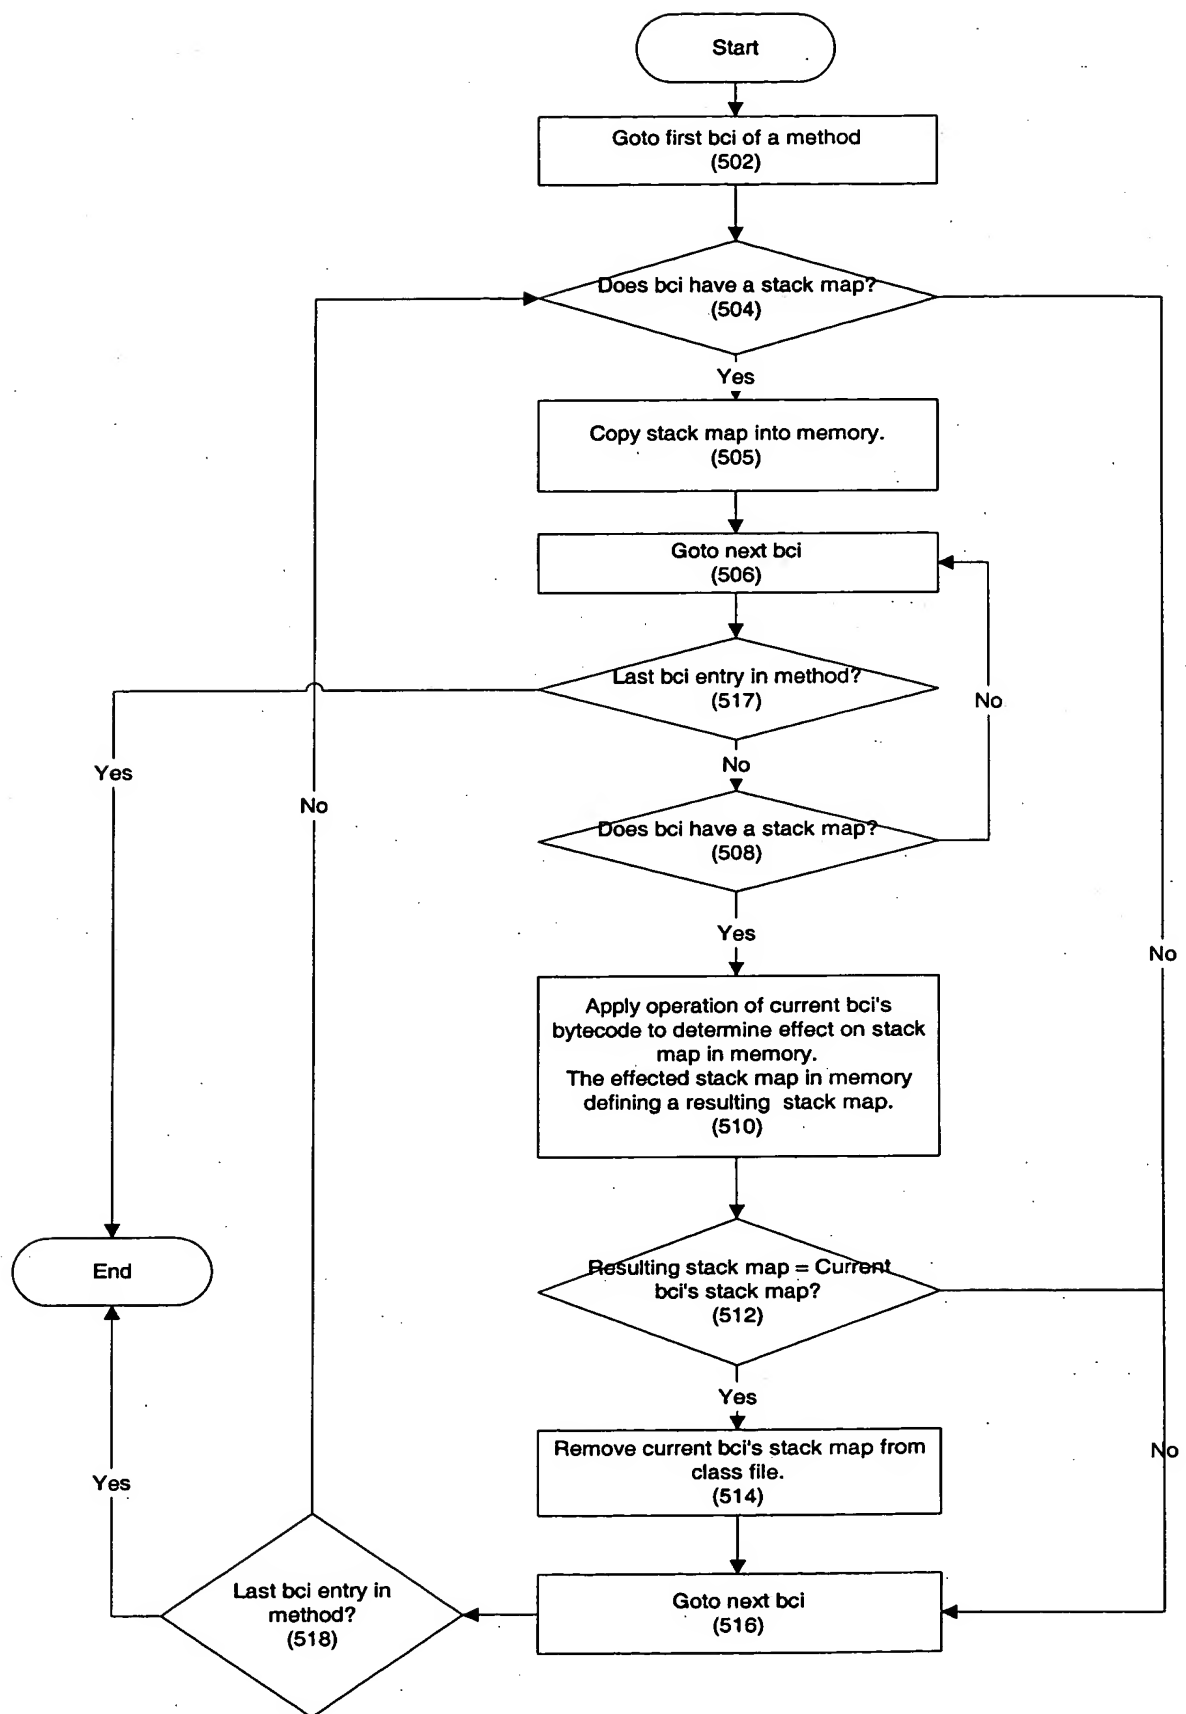 Start
Goto first bci of a method
(502)
Does bci have a stack map?
(504)
Yes
Copy stack map into memory.
(505)
Goto next bci
(506)
Last bci entry in method?
(517)
No
Yes
No
No
Does bci have a stack map?
(508)
Yes
No
Apply operation of current bci's
bytecode to determine effect on stack
map in memory.
The effected stack map in memory
defining a resulting stack map.
(510)
End
Resulting stack map = Current
bci's stack map?
(512)
Yes
Remove current bci's stack map from
class file.
(514)
No
Yes
Last bci entry in
method?
(518)
Goto next bci
(516)